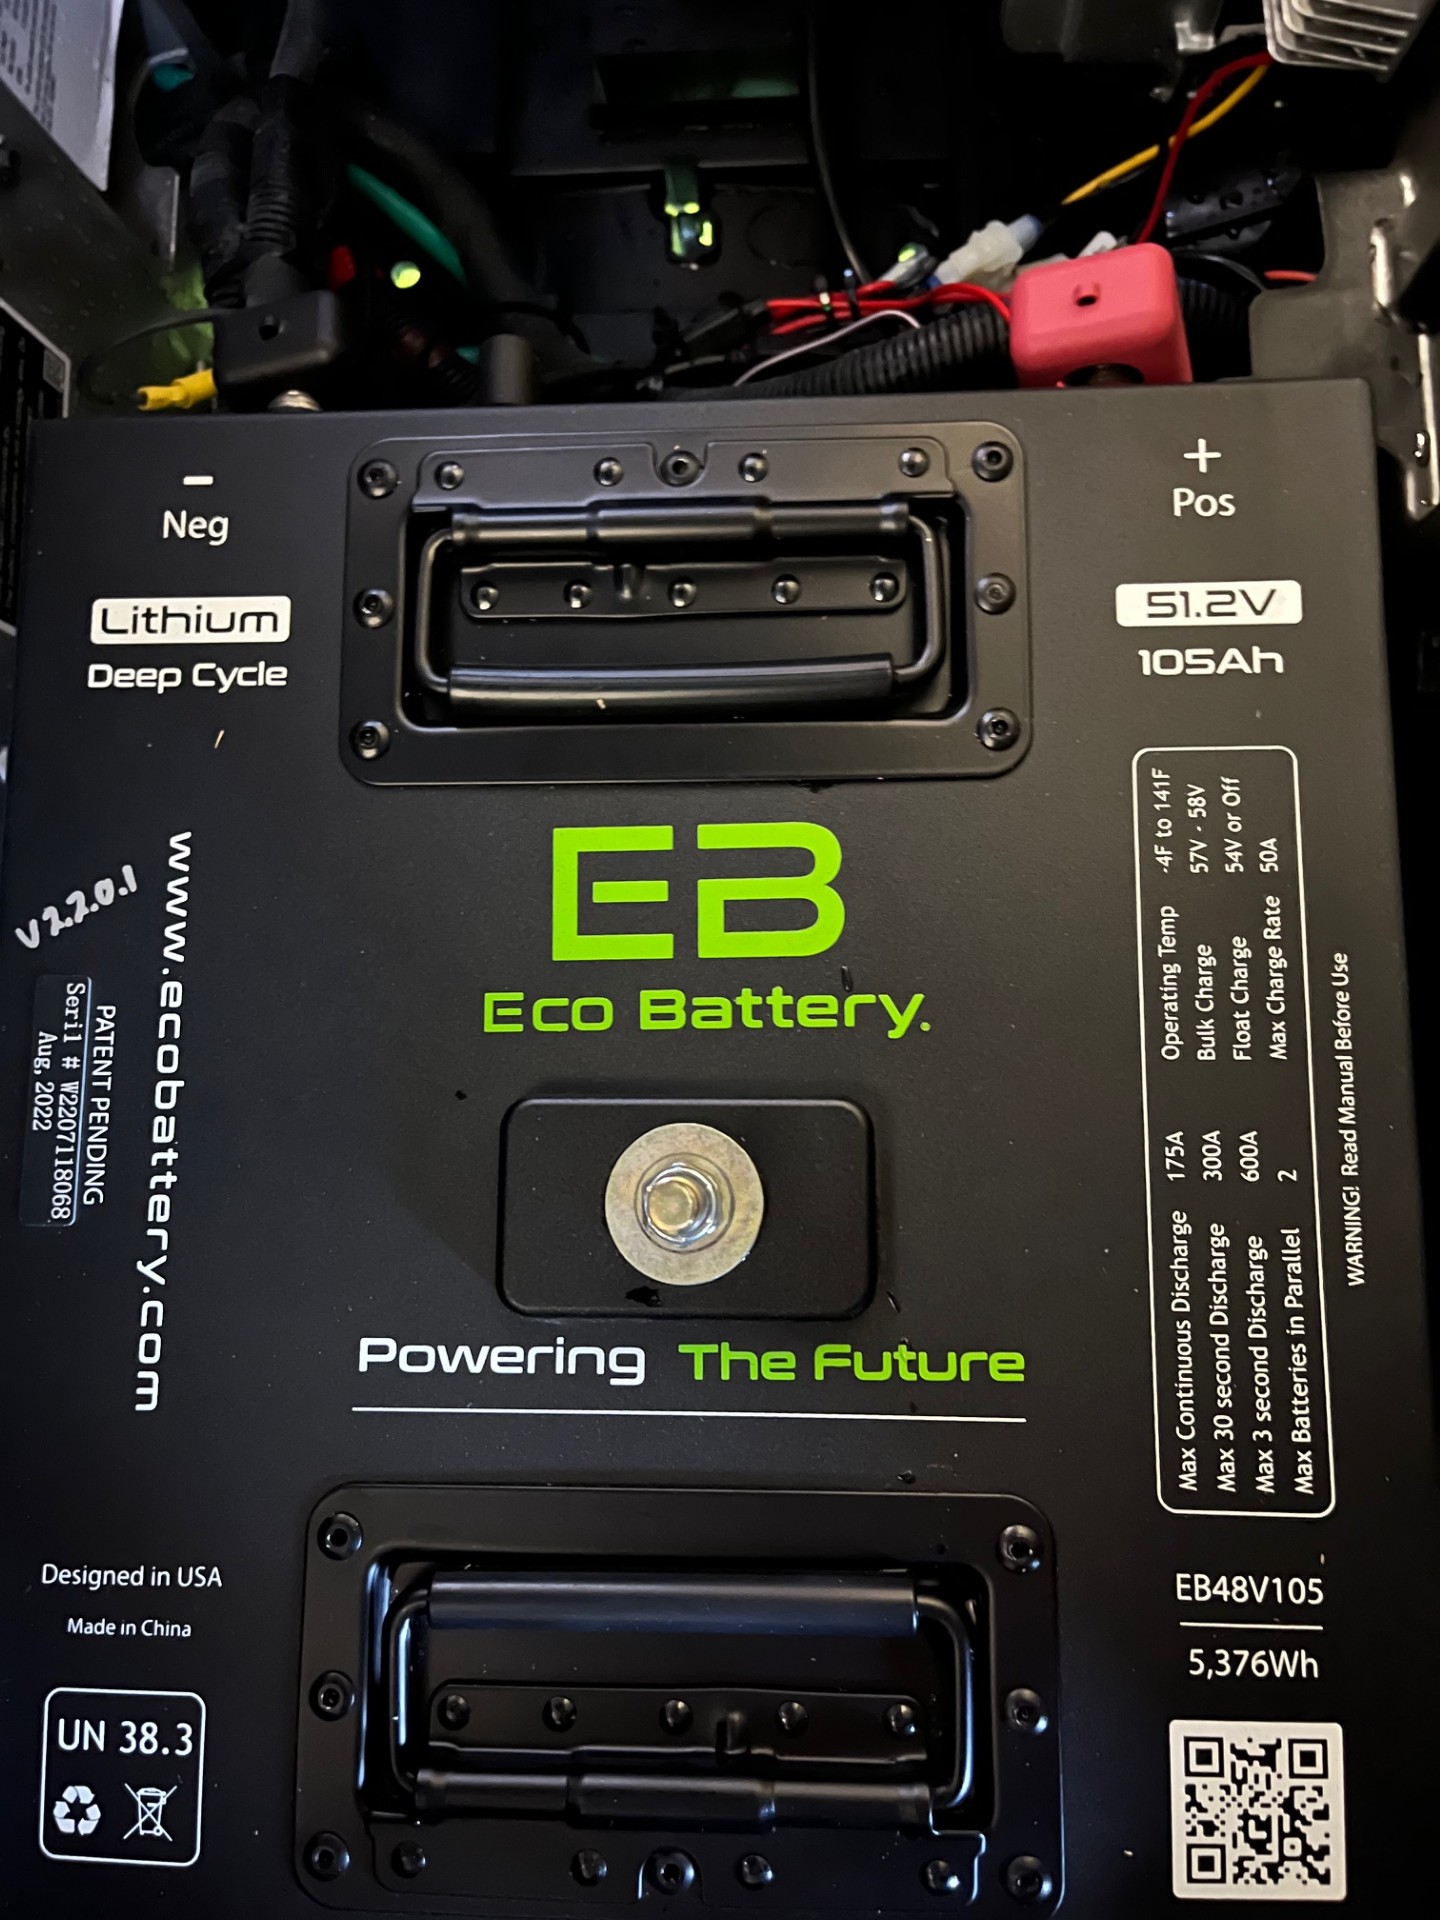 −
Neg
Lithium
Deep Cycle
+
Pos
51.2V
105Ah
EB
Eco Battery.
Powering The Future
www.ecobattery.com
V2.2.0.1
PATENT PENDING
Seril # W2207118068
Aug, 2022
Operating Temp -4F to 141F
Bulk Charge 57V - 58V
Float Charge 54V or Off
Max Charge Rate 50A
Max Continuous Discharge 175A
Max 30 second Discharge 300A
Max 3 second Discharge 600A
Max Batteries in Parallel 2
WARNING! Read Manual Before Use
Designed in USA
Made in China
UN 38.3
EB48V105
5,376Wh